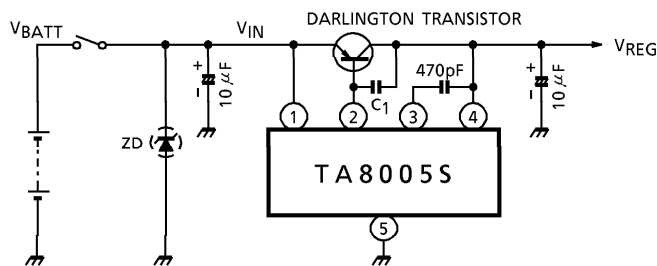 DARLINGTON TRANSISTOR
VBATT
VIN
VREG
+
-
10μF
470pF
C1
+
-
10μF
ZD
1
2
3
4
TA8005S
5